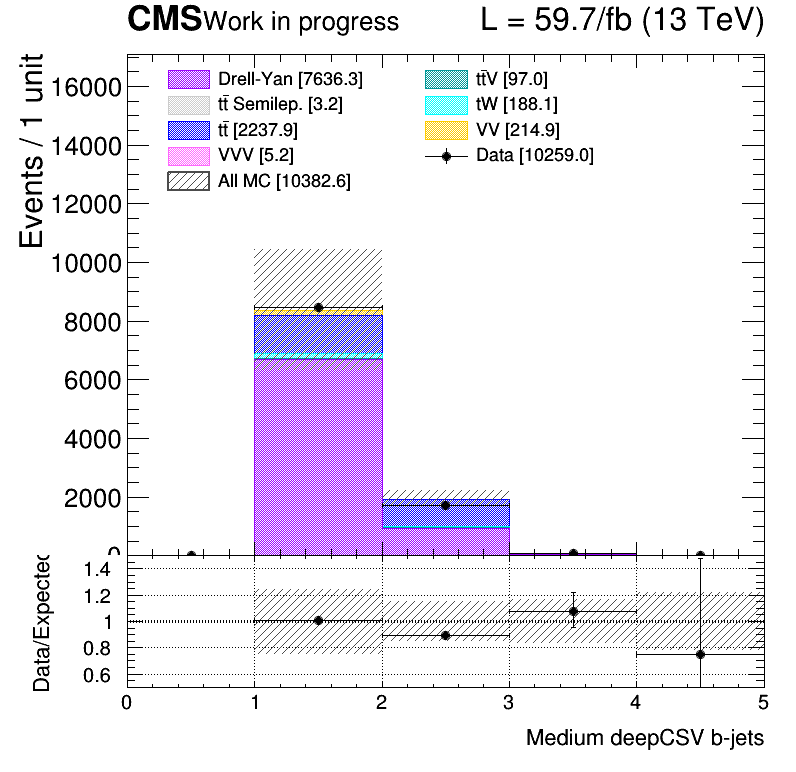 CMS Work in progress L = 59.7/fb (13 TeV)
Events / 1 unit
16000
14000
12000
10000
8000
6000
4000
2000
0
Drell-Yan [7636.3]
tt̄ Semilep. [3.2]
tt̄ [2237.9]
VVV [5.2]
All MC [10382.6]
tt̄V [97.0]
tW [188.1]
VV [214.9]
Data [10259.0]
Data/Expected
1.4
1.2
1
0.8
0.6
0 1 2 3 4 5
Medium deepCSV b-jets